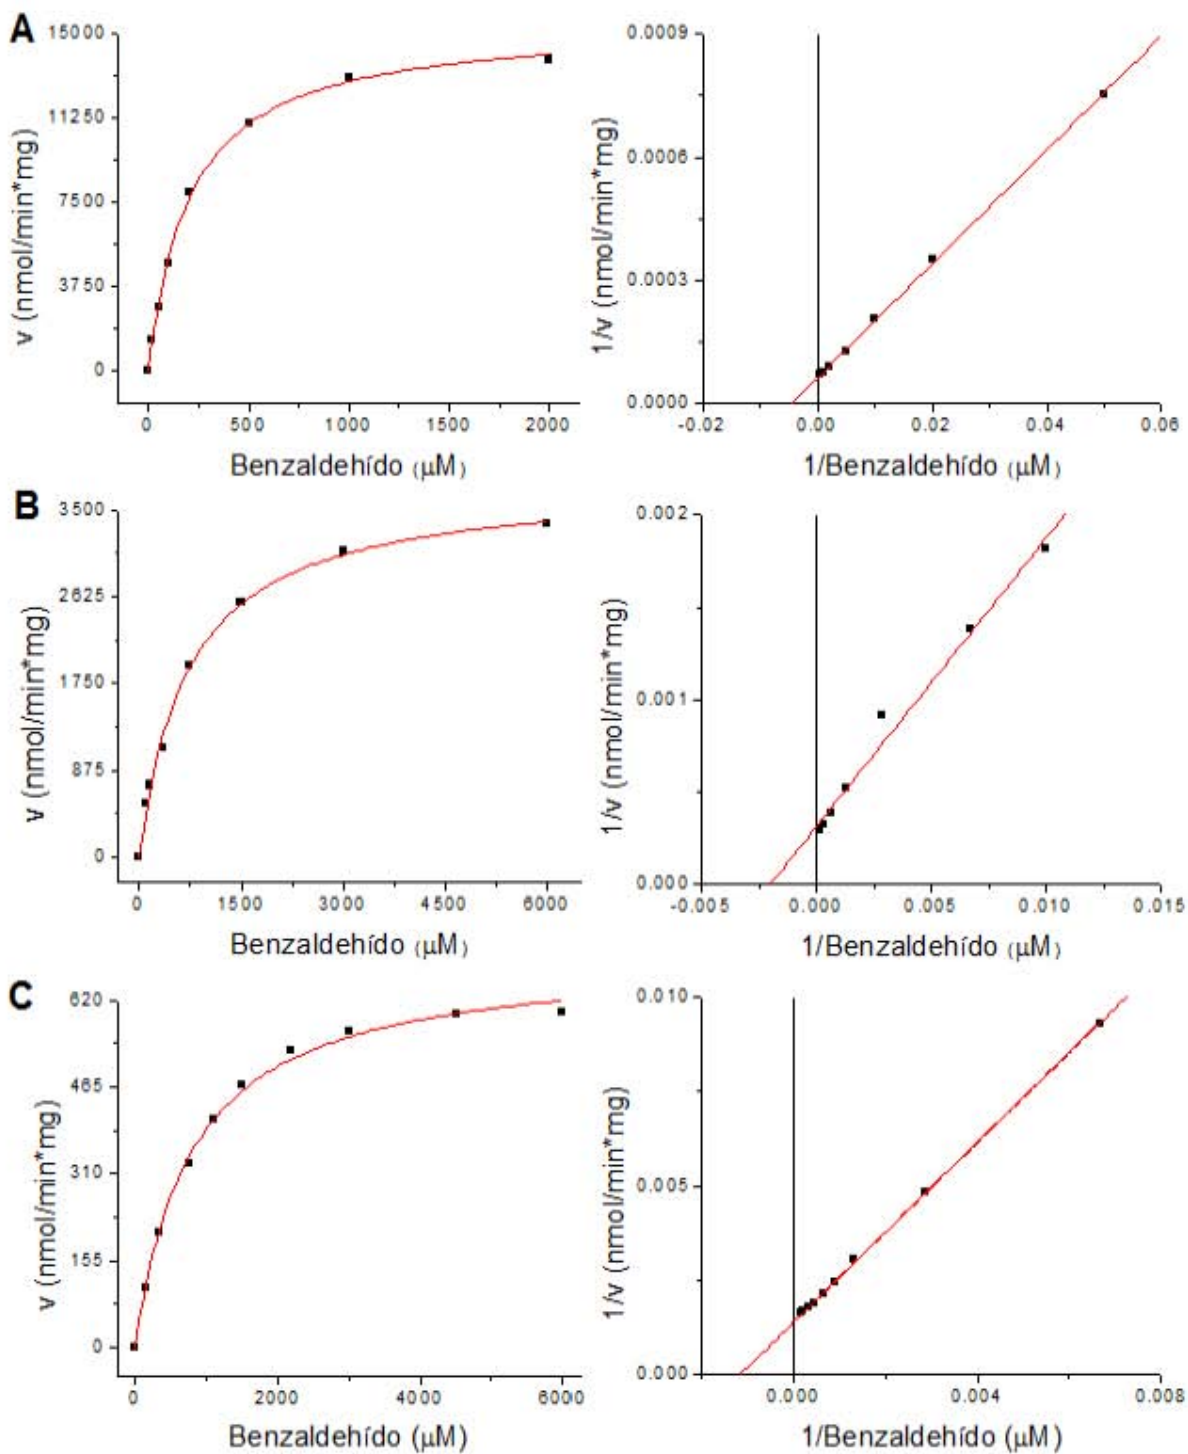 A
15000
11250
7500
3750
0
v (nmol/min*mg)
0 500 1000 1500 2000
Benzaldehído (μM)
0.0009
0.0006
0.0003
0.0000
1/v (nmol/min*mg)
-0.02 0.00 0.02 0.04 0.06
1/Benzaldehído (μM)
B
3500
2625
1750
875
0
v (nmol/min*mg)
0 1500 3000 4500 6000
Benzaldehído (μM)
0.002
0.001
0.000
1/v (nmol/min*mg)
-0.005 0.000 0.005 0.010 0.015
1/Benzaldehído (μM)
C
620
465
310
155
0
v (nmol/min*mg)
0 2000 4000 6000
Benzaldehído (μM)
0.010
0.005
0.000
1/v (nmol/min*mg)
0.000 0.004 0.008
1/Benzaldehído (μM)